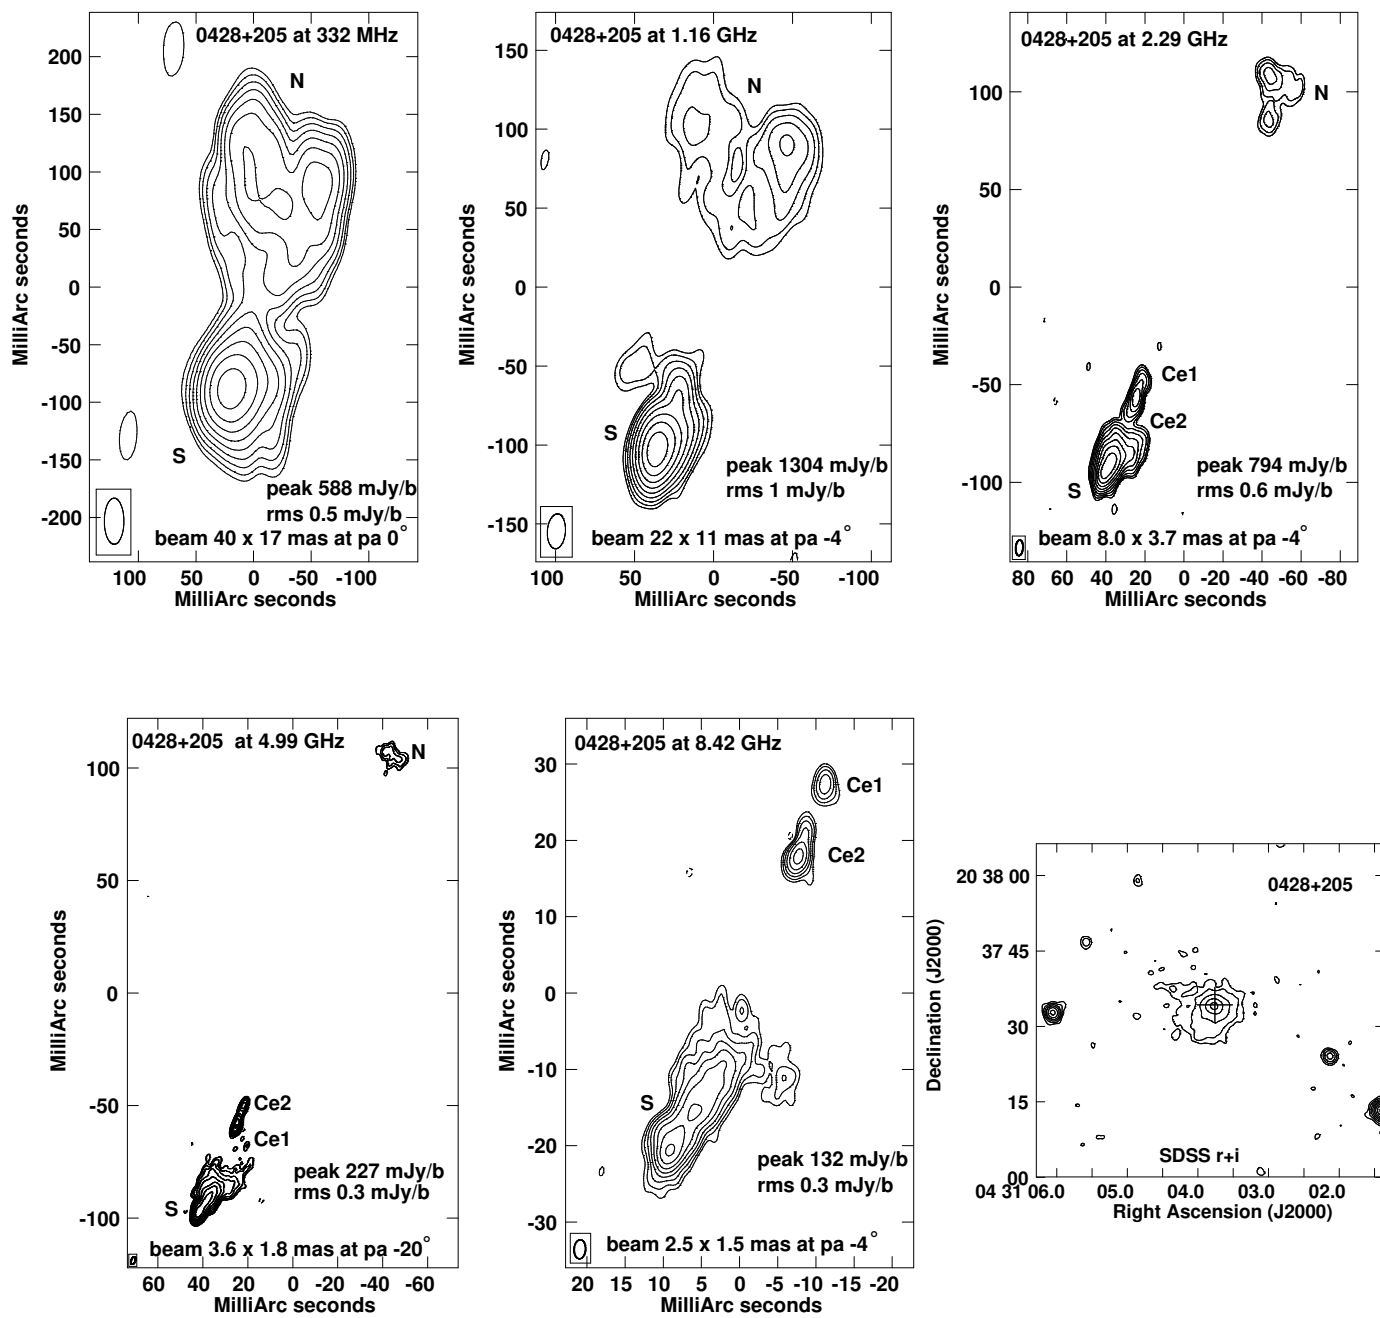 0428+205 at 332 MHz
N
200
150
100
50
0
-50
-100
-150
-200
MilliArc seconds
S
peak 588 mJy/b
rms 0.5 mJy/b
beam 40 x 17 mas at pa 0°
100 50 0 -50 -100
MilliArc seconds
0428+205 at 1.16 GHz
N
150
100
50
0
-50
-100
-150
MilliArc seconds
S
peak 1304 mJy/b
rms 1 mJy/b
beam 22 x 11 mas at pa -4°
100 50 0 -50 -100
MilliArc seconds
0428+205 at 2.29 GHz
N
100
50
0
-50
-100
MilliArc seconds
Ce1
Ce2
S
peak 794 mJy/b
rms 0.6 mJy/b
beam 8.0 x 3.7 mas at pa -4°
80 60 40 20 0 -20 -40 -60 -80
MilliArc seconds
0428+205 at 4.99 GHz
N
100
50
0
-50
-100
MilliArc seconds
Ce2
Ce1
S
peak 227 mJy/b
rms 0.3 mJy/b
beam 3.6 x 1.8 mas at pa -20°
60 40 20 0 -20 -40 -60
MilliArc seconds
0428+205 at 8.42 GHz
30
20
10
0
-10
-20
-30
MilliArc seconds
Ce1
Ce2
S
peak 132 mJy/b
rms 0.3 mJy/b
beam 2.5 x 1.5 mas at pa -4°
20 15 10 5 0 -5 -10 -15 -20
MilliArc seconds
0428+205
20 38 00
37 45
30
15
00
Declination (J2000)
SDSS r+i
04 31 06.0 05.0 04.0 03.0 02.0
Right Ascension (J2000)